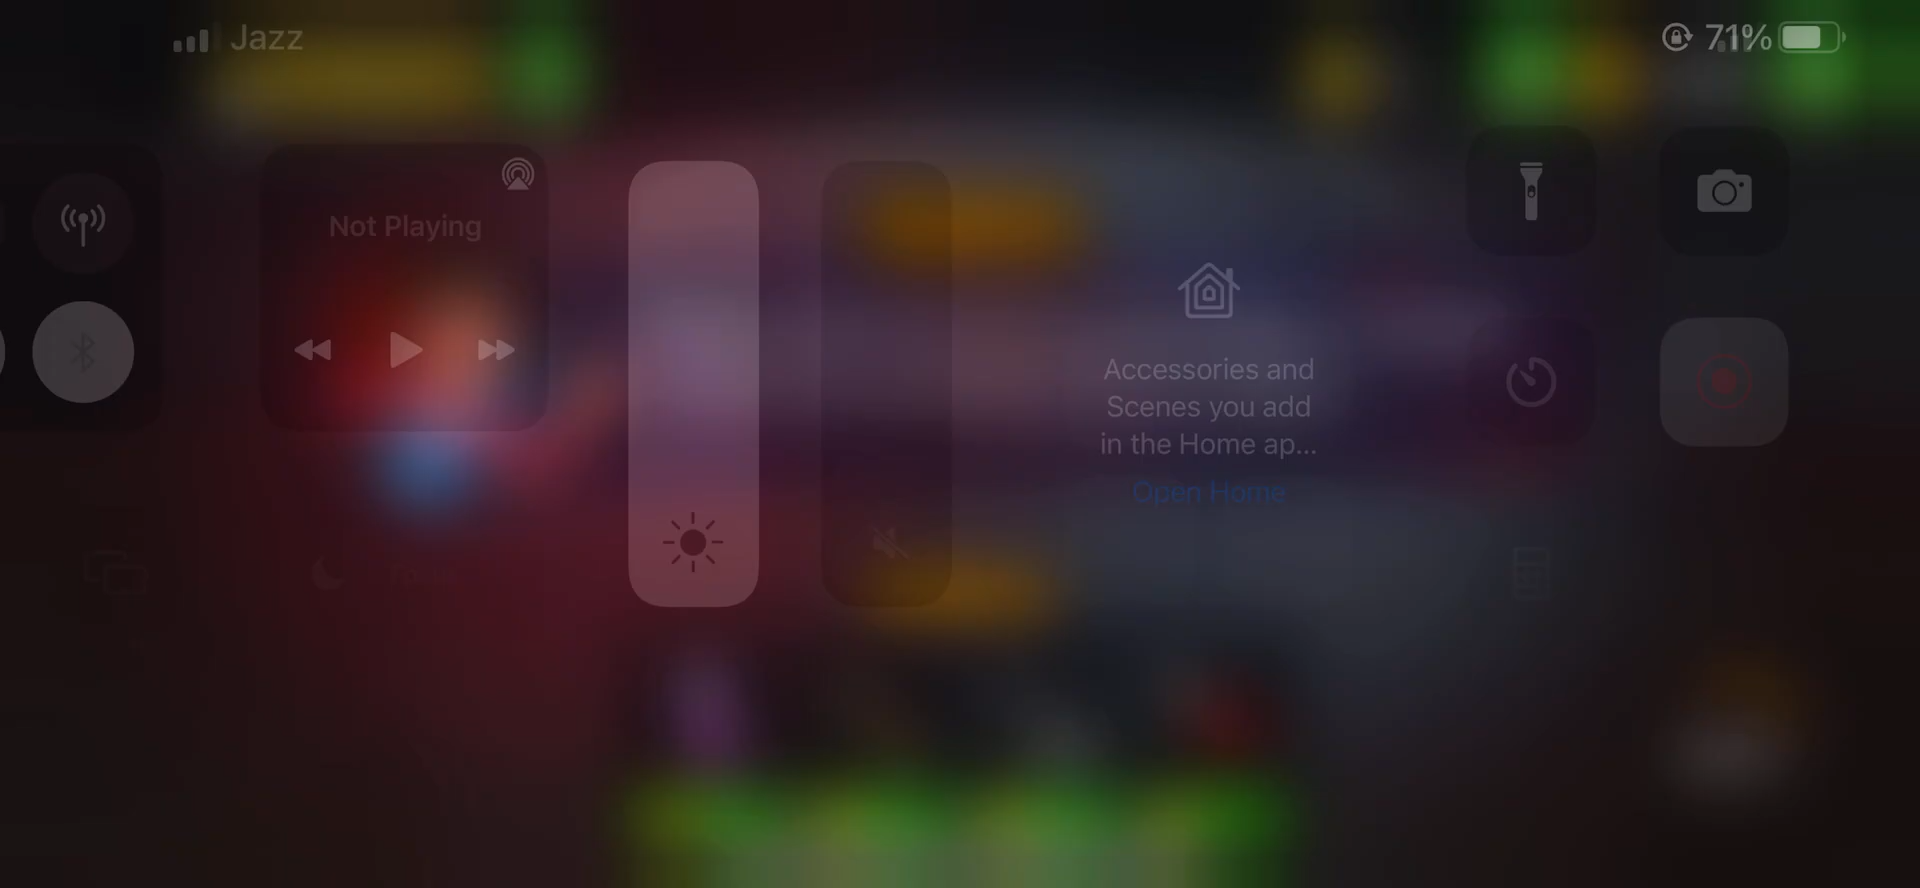 Jazz
71%
Not Playing
Accessories and
Scenes you add
in the Home ap...
Open Home